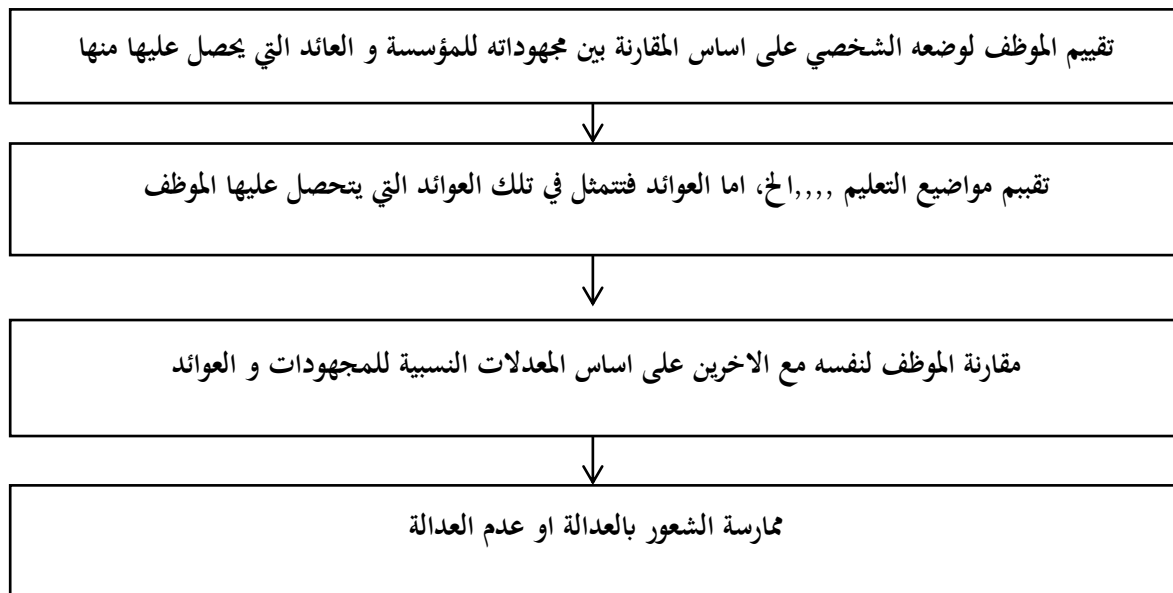 تقييم الموظف لوضعه الشخصي على اساس المقارنة بين مجهوداته للمؤسسة و العائد التي يحصل عليها منها
تقببم مواضيع التعليم ,,,,الخ، اما العوائد فتتمثل في تلك العوائد التي يتحصل عليها الموظف
مقارنة الموظف لنفسه مع الاخرين على اساس المعدلات النسبية للمجهودات و العوائد
ممارسة الشعور بالعدالة او عدم العدالة